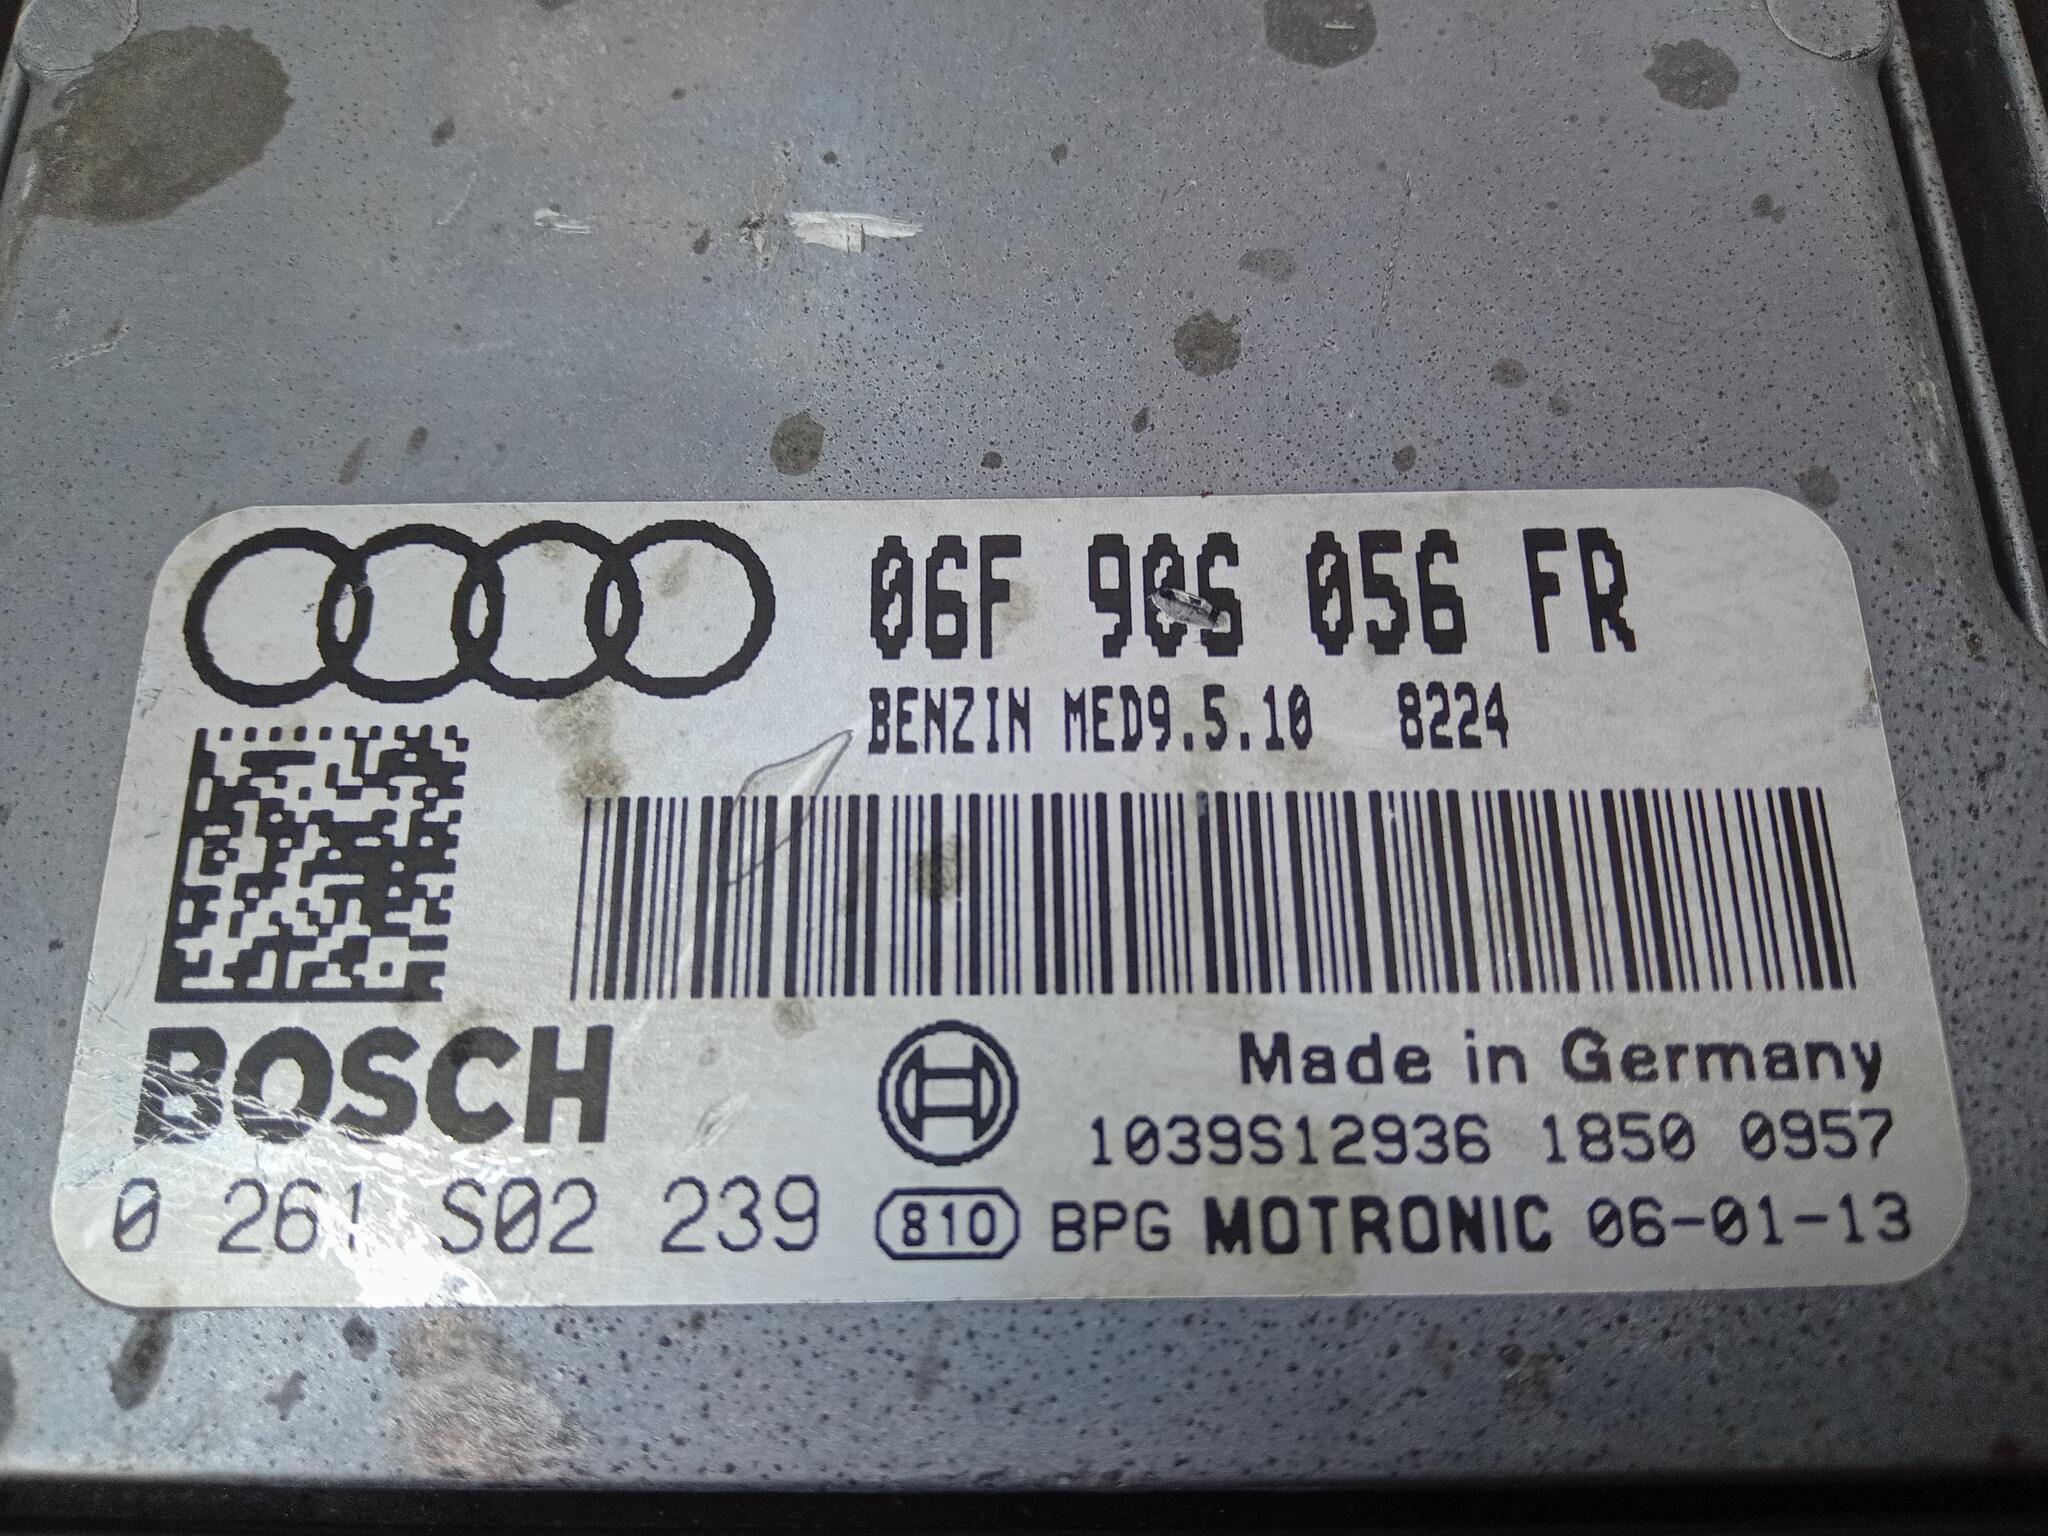 06F 906 056 FR
BENZIN MED9.5.10 8224
BOSCH
Made in Germany
1039S12936 1850 0957
0 261 S02 239
810 BPG MOTRONIC 06-01-13